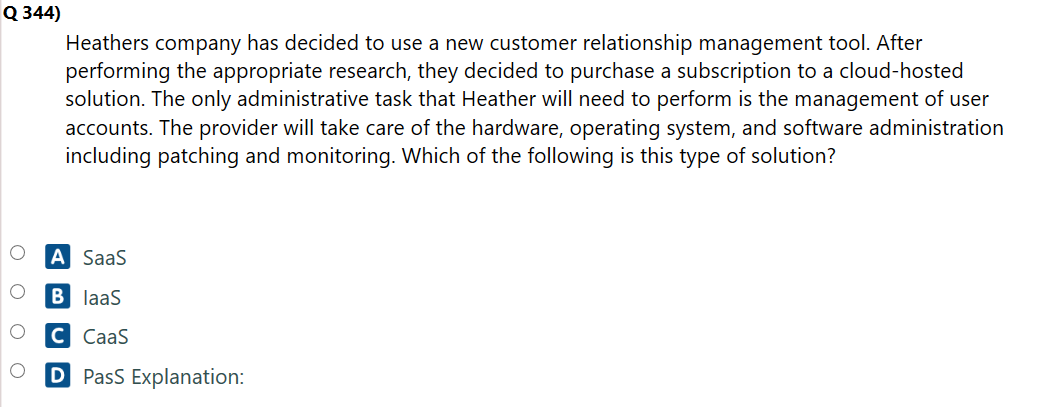 Q 344)
Heathers company has decided to use a new customer relationship management tool. After
performing the appropriate research, they decided to purchase a subscription to a cloud-hosted
solution. The only administrative task that Heather will need to perform is the management of user
accounts. The provider will take care of the hardware, operating system, and software administration
including patching and monitoring. Which of the following is this type of solution?
A SaaS
B IaaS
C CaaS
D PasS Explanation: